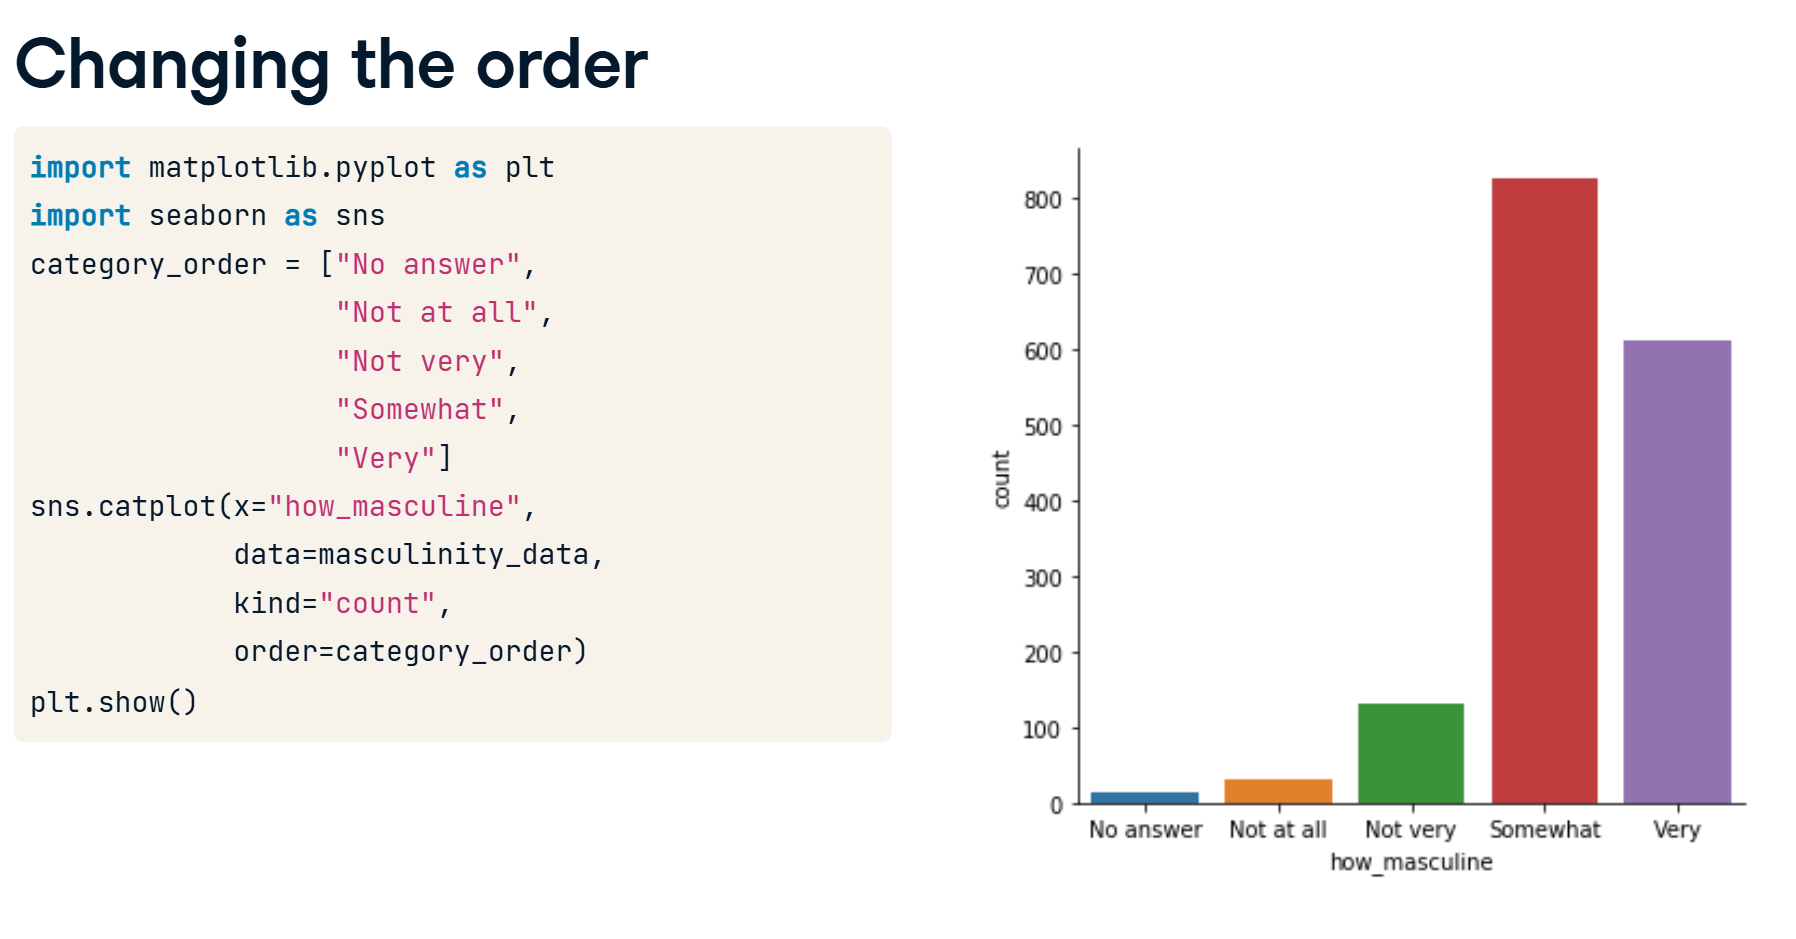 Changing the order
import matplotlib.pyplot as plt
import seaborn as sns
category_order = ["No answer",
"Not at all",
"Not very",
"Somewhat",
"Very"]
sns.catplot(x="how_masculine",
data=masculinity_data,
kind="count",
order=category_order)
plt.show()
800
700
600
500
400
300
200
100
0
count
No answer Not at all Not very Somewhat Very
how_masculine